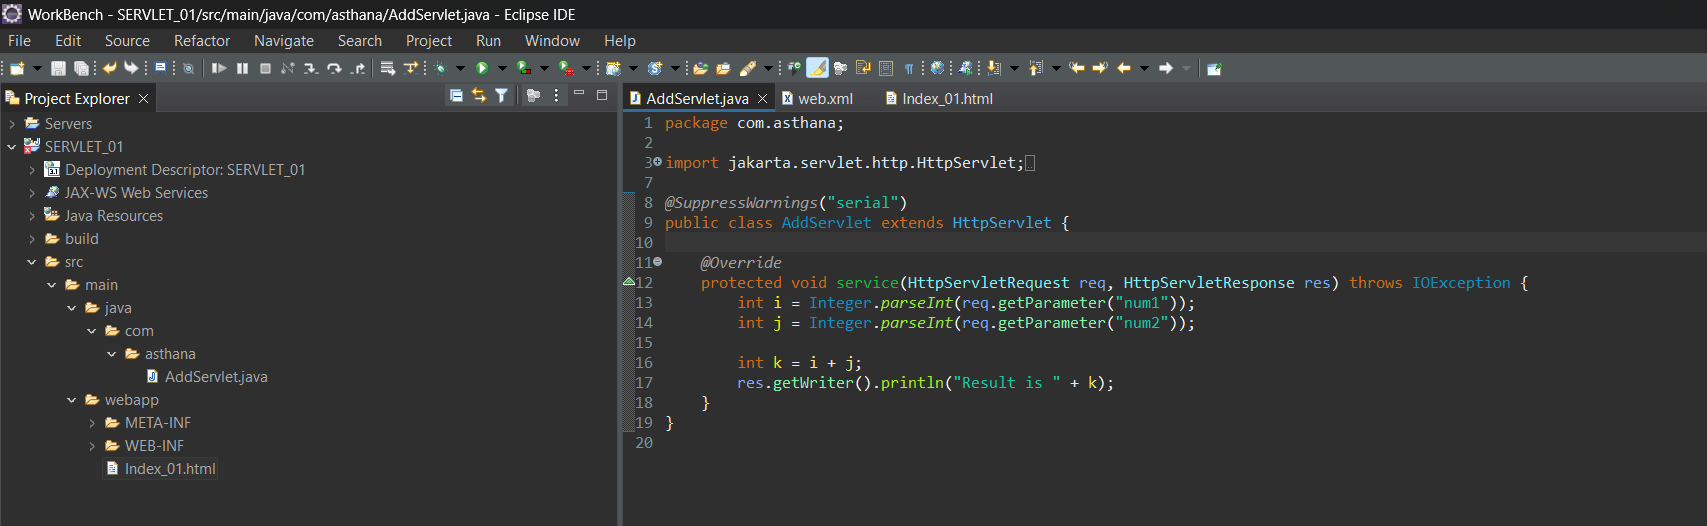 WorkBench - SERVLET_01/src/main/java/com/asthana/AddServlet.java - Eclipse IDE
File Edit Source Refactor Navigate Search Project Run Window Help
Project Explorer
Servers
SERVLET_01
Deployment Descriptor: SERVLET_01
JAX-WS Web Services
Java Resources
build
src
main
java
com
asthana
AddServlet.java
webapp
META-INF
WEB-INF
Index_01.html
AddServlet.java web.xml Index_01.html
1 package com.asthana;
2
3 import jakarta.servlet.http.HttpServlet;
7
8 @SuppressWarnings("serial")
9 public class AddServlet extends HttpServlet {
10
11 @Override
12 protected void service(HttpServletRequest req, HttpServletResponse res) throws IOException {
13 int i = Integer.parseInt(req.getParameter("num1"));
14 int j = Integer.parseInt(req.getParameter("num2"));
15
16 int k = i + j;
17 res.getWriter().println("Result is " + k);
18 }
19 }
20